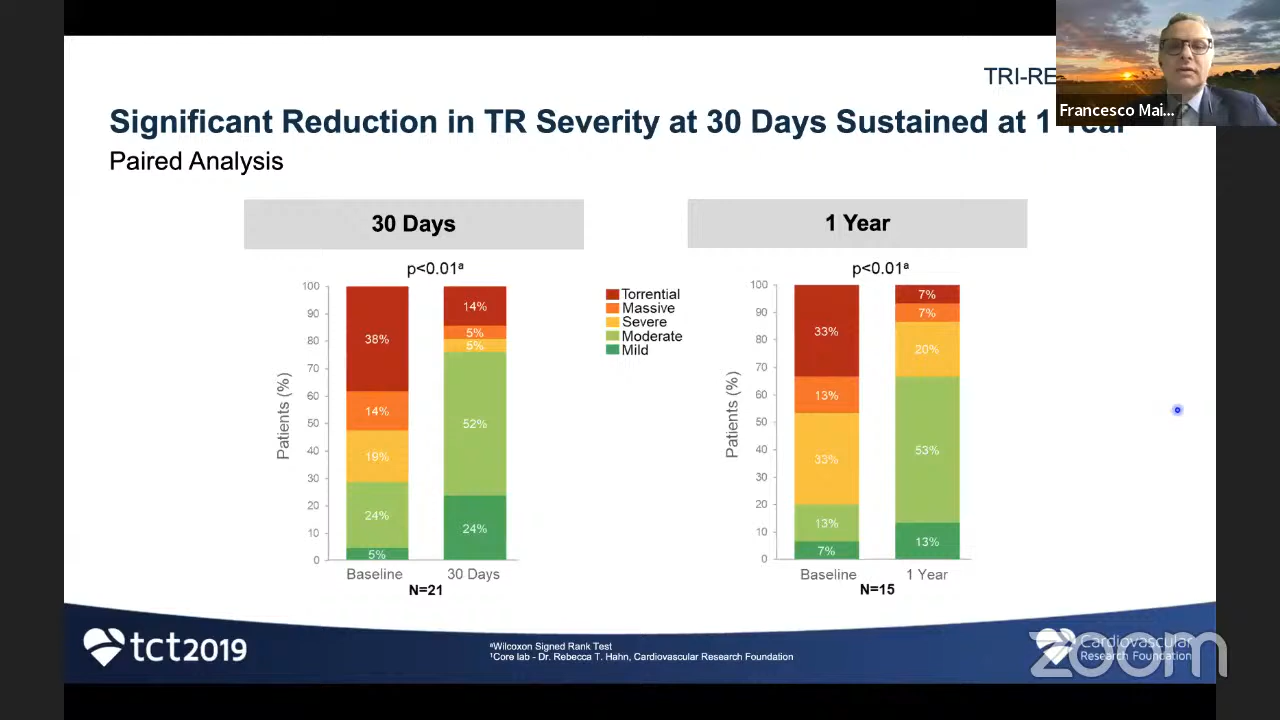 TRI-RE
Francesco Mai...
Significant Reduction in TR Severity at 30 Days Sustained at 1 Year
Paired Analysis
30 Days
1 Year
p<0.01ª
p<0.01ª
Patients (%)
100
90
80
70
60
50
40
30
20
10
0
38%
14%
19%
24%
5%
14%
5%
5%
52%
24%
Baseline
30 Days
N=21
Torrential
Massive
Severe
Moderate
Mild
Patients (%)
100
90
80
70
60
50
40
30
20
10
0
33%
13%
33%
13%
7%
7%
7%
20%
53%
13%
Baseline
1 Year
N=15
tct2019
ªWilcoxon Signed Rank Test
¹Core lab - Dr. Rebecca T. Hahn, Cardiovascular Research Foundation
Cardiovascular
Research Foundation
zoom